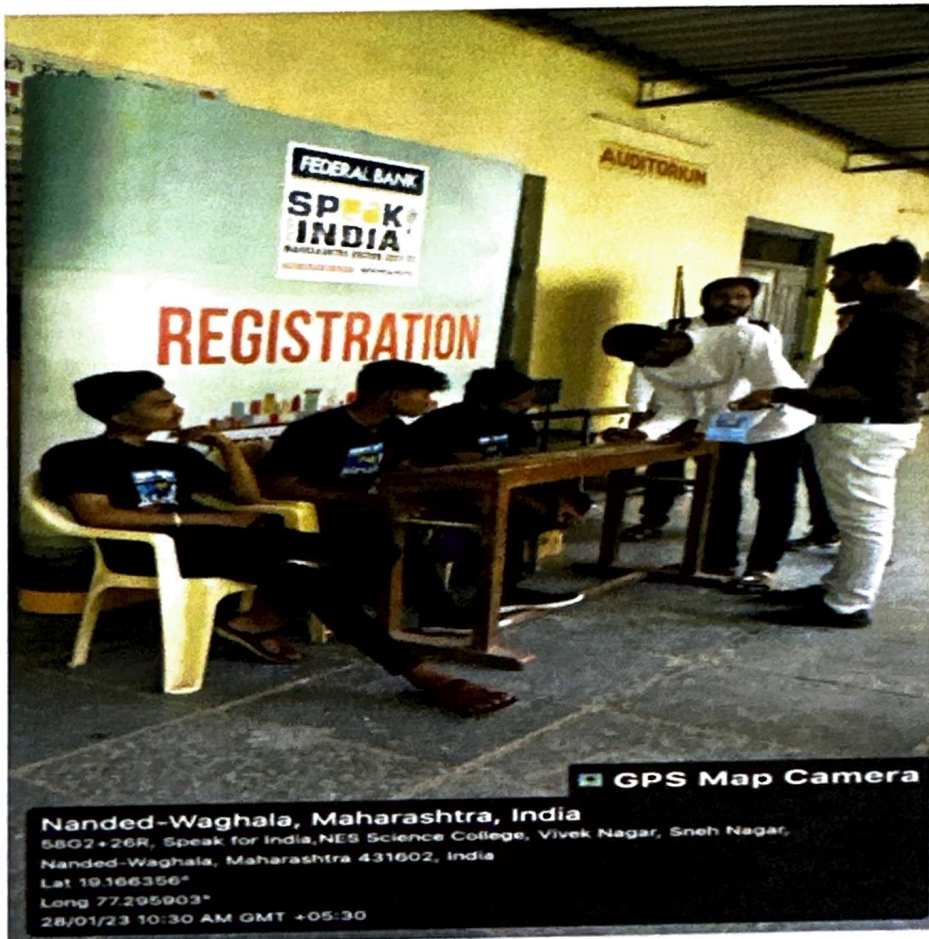 FEDERAL BANK
SPeaK
INDIA
REGISTRATION
AUDITORIUM
GPS Map Camera
Nanded-Waghala, Maharashtra, India
58G2+26R, Speak for India,NES Science College, Vivek Nagar, Sneh Nagar,
Nanded-Waghala, Maharashtra 431602, India
Lat 19.166356°
Long 77.295903°
28/01/23 10:30 AM GMT +05:30